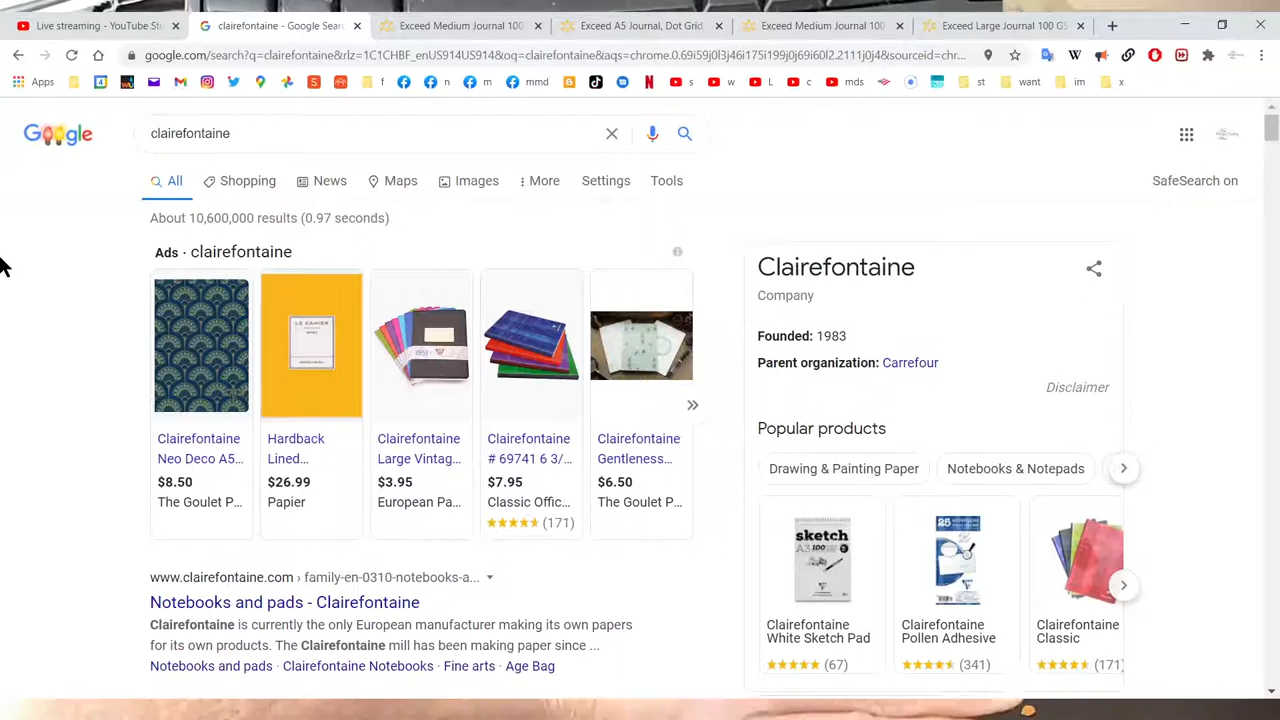 Live streaming - YouTube St
clairefontaine - Google Sear
Exceed Medium Journal 100
Exceed A5 Journal, Dot Grid,
Exceed Medium Journal 100
Exceed Large Journal 100 GS
google.com/search?q=clairefontaine&rlz=1C1CHBF_enUS914US914&oq=clairefontaine&aqs=chrome.0.69i59j0l3j46i175i199j0j69i60l2.2111j0j4&sourceid=chr...
Apps f f n m mmd s w L c mds st want im x
Google
clairefontaine
All Shopping News Maps Images More Settings Tools
SafeSearch on
About 10,600,000 results (0.97 seconds)
Ads · clairefontaine
LE CAHIER
Clairefontaine
Neo Deco A5...
$8.50
The Goulet P...
Hardback
Lined...
$26.99
Papier
Clairefontaine
Large Vintag...
$3.95
European Pa...
Clairefontaine
# 69741 6 3/...
$7.95
Classic Offic...
(171)
Clairefontaine
Gentleness...
$6.50
The Goulet P...
www.clairefontaine.com › family-en-0310-notebooks-a...
Notebooks and pads - Clairefontaine
Clairefontaine is currently the only European manufacturer making its own papers
for its own products. The Clairefontaine mill has been making paper since ...
Notebooks and pads · Clairefontaine Notebooks · Fine arts · Age Bag
Clairefontaine
Company
Founded: 1983
Parent organization: Carrefour
Disclaimer
Popular products
Drawing & Painting Paper
Notebooks & Notepads
sketch
A3 100
25
Clairefontaine
White Sketch Pad
(67)
Clairefontaine
Pollen Adhesive
(341)
Clairefontaine
Classic
(171)